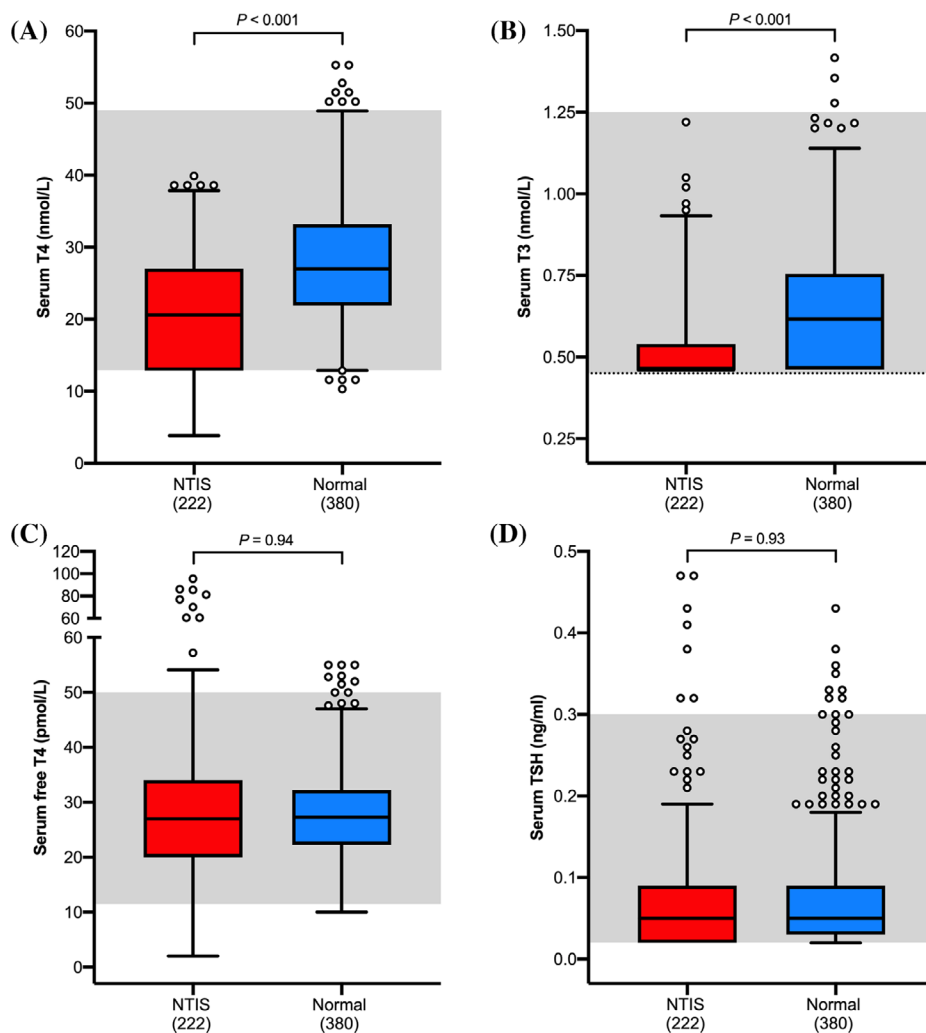 (A)
P < 0.001
Serum T4 (nmol/L)
60
50
40
30
20
10
0
NTIS
(222)
Normal
(380)
(B)
P < 0.001
Serum T3 (nmol/L)
1.50
1.25
1.00
0.75
0.50
0.25
NTIS
(222)
Normal
(380)
(C)
P = 0.94
Serum free T4 (pmol/L)
120
100
80
60
60
50
40
30
20
10
0
NTIS
(222)
Normal
(380)
(D)
P = 0.93
Serum TSH (ng/ml)
0.5
0.4
0.3
0.2
0.1
0.0
NTIS
(222)
Normal
(380)